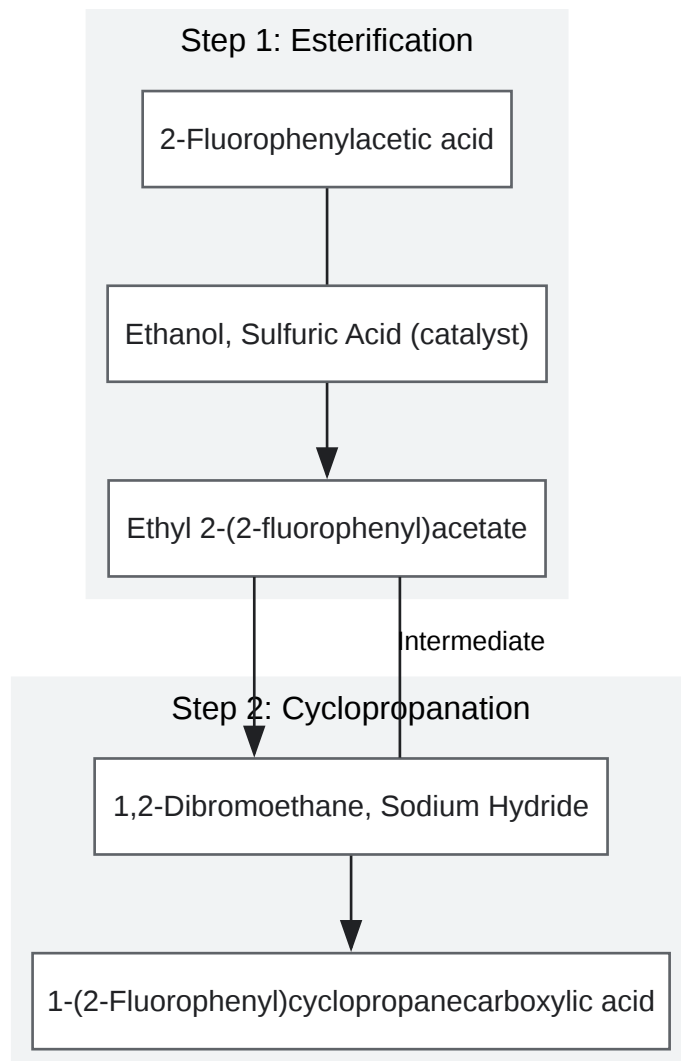 Step 1: Esterification
2-Fluorophenylacetic acid
Ethanol, Sulfuric Acid (catalyst)
Ethyl 2-(2-fluorophenyl)acetate
Intermediate
Step 2: Cyclopropanation
1,2-Dibromoethane, Sodium Hydride
1-(2-Fluorophenyl)cyclopropanecarboxylic acid